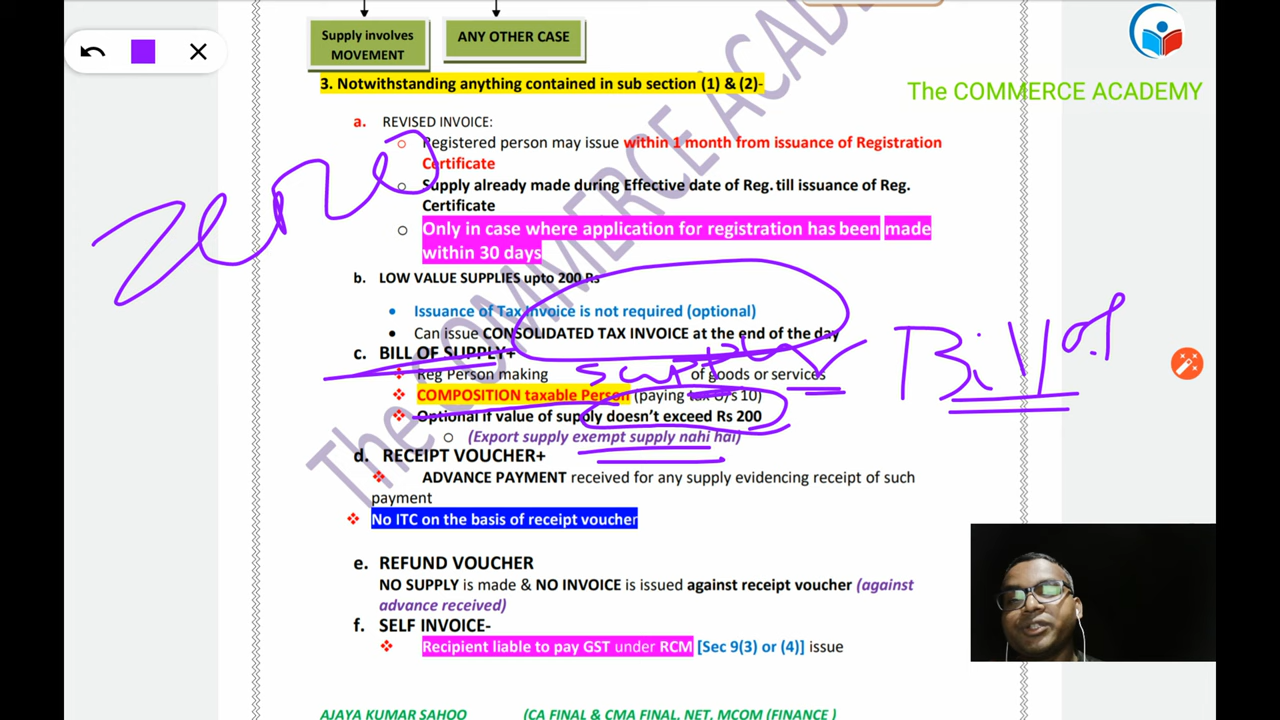 Supply involves
MOVEMENT
ANY OTHER CASE
The COMMERCE ACADEMY
3. Notwithstanding anything contained in sub section (1) & (2)-
a. REVISED INVOICE:
Registered person may issue within 1 month from issuance of Registration
Certificate
Supply already made during Effective date of Reg. till issuance of Reg.
Certificate
Only in case where application for registration has been made
within 30 days
zero
b. LOW VALUE SUPPLIES upto 200 Rs
Issuance of Tax Invoice is not required (optional)
Can issue CONSOLIDATED TAX INVOICE at the end of the day
c. BILL OF SUPPLY+
Bill of
Reg Person making supply of goods or services
COMPOSITION taxable Person (paying tax U/s 10)
Optional if value of supply doesn't exceed Rs 200
(Export supply exempt supply nahi hai)
d. RECEIPT VOUCHER+
ADVANCE PAYMENT received for any supply evidencing receipt of such
payment
No ITC on the basis of receipt voucher
e. REFUND VOUCHER
NO SUPPLY is made & NO INVOICE is issued against receipt voucher (against
advance received)
f. SELF INVOICE-
Recipient liable to pay GST under RCM [Sec 9(3) or (4)] issue
AJAYA KUMAR SAHOO (CA FINAL & CMA FINAL, NET, MCOM (FINANCE )
The COMMERCE ACADEMY